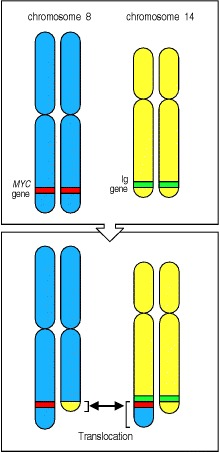 chromosome 8
chromosome 14
MYC
gene
Ig
gene
Translocation